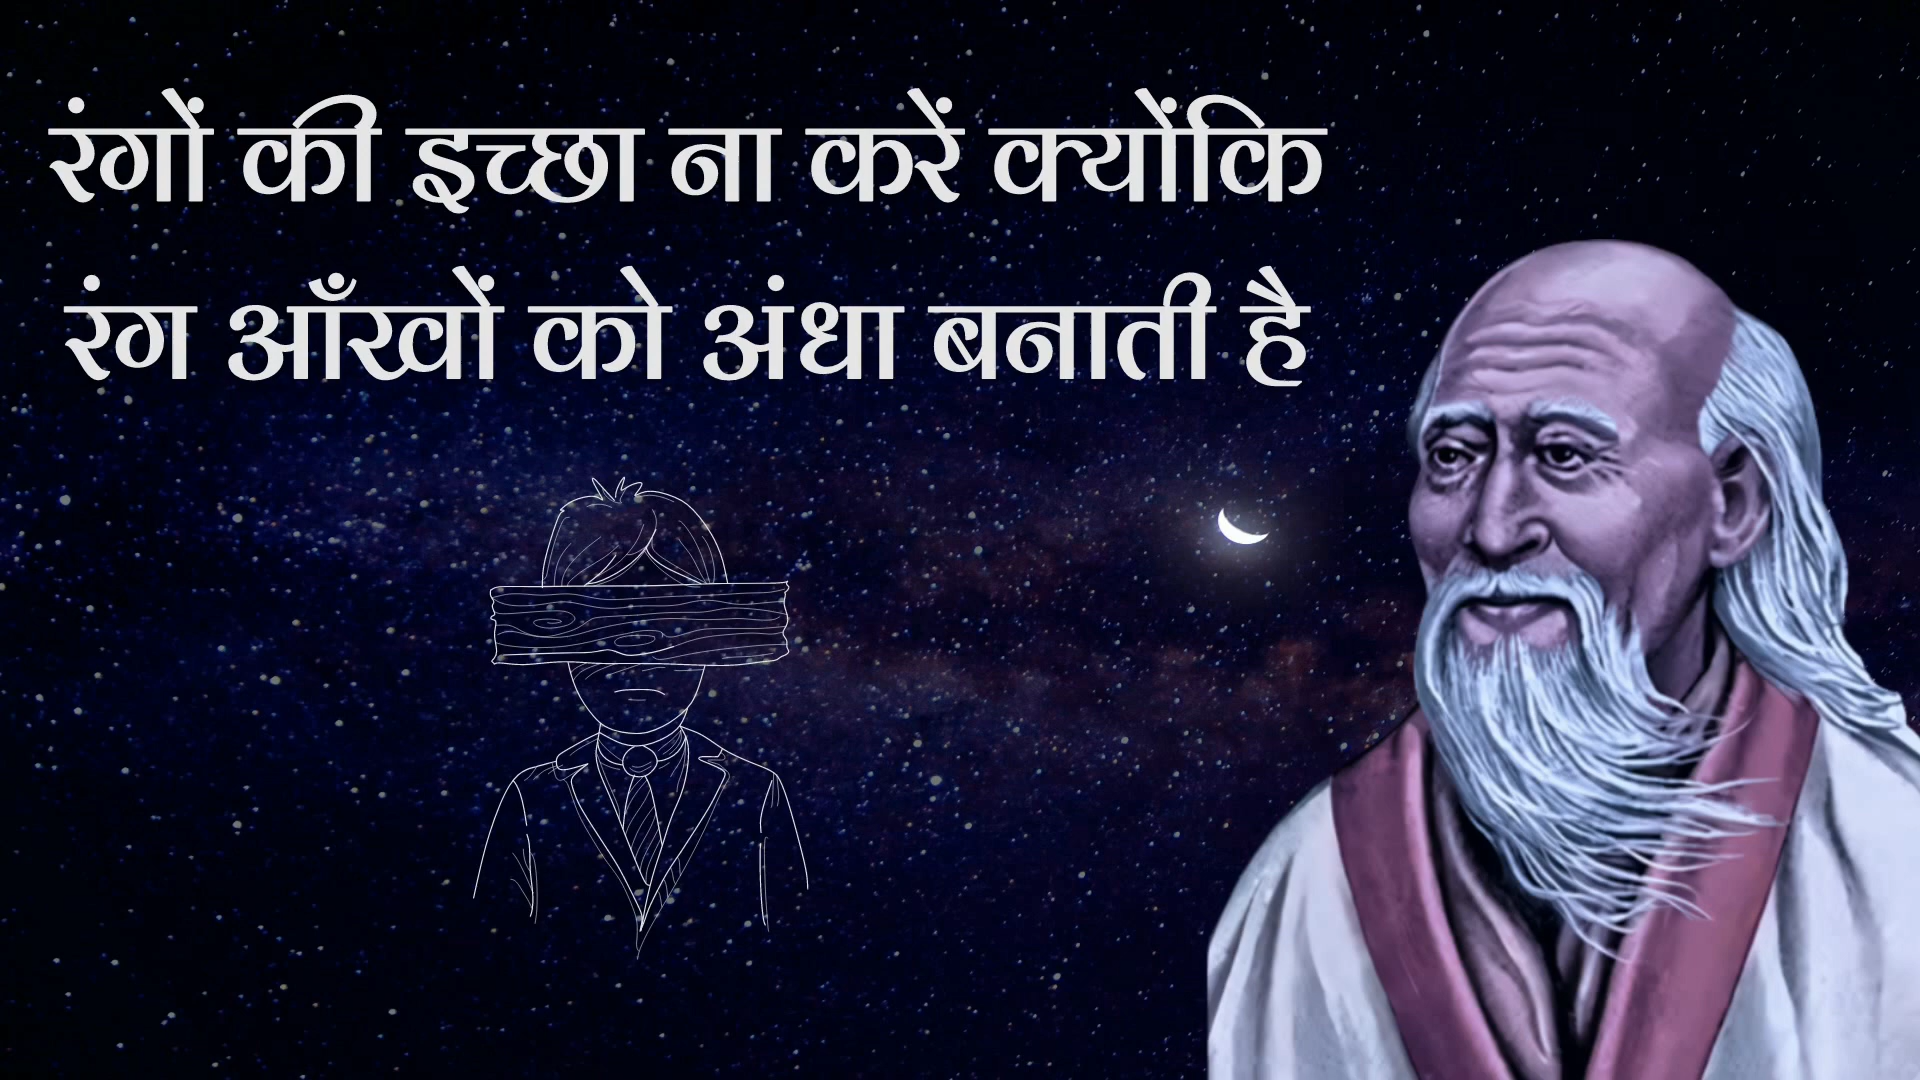 रंगों की इच्छा ना करें क्योंकि
रंग आँखों को अंधा बनाती है